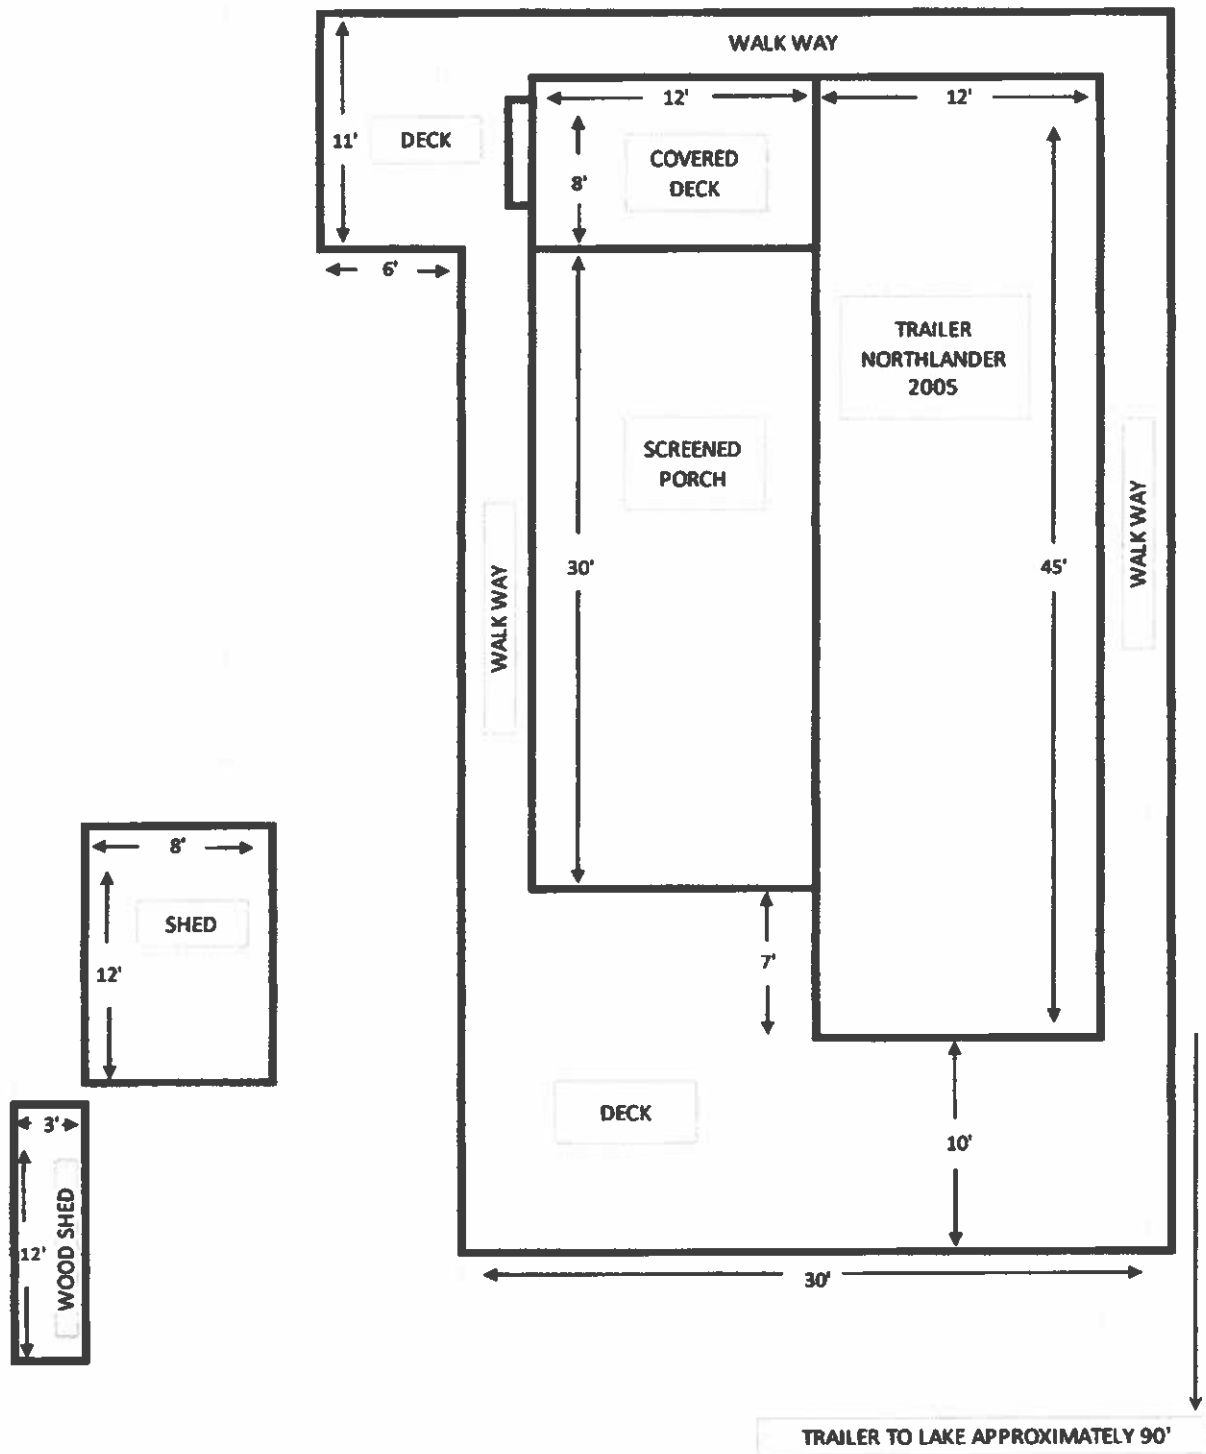 WALK WAY
12'
12'
11'
DECK
COVERED
DECK
8'
6'
TRAILER
NORTHLANDER
2005
SCREENED
PORCH
WALK WAY
30'
45'
WALK WAY
8'
SHED
12'
7'
3'
WOOD SHED
12'
DECK
10'
30'
TRAILER TO LAKE APPROXIMATELY 90'